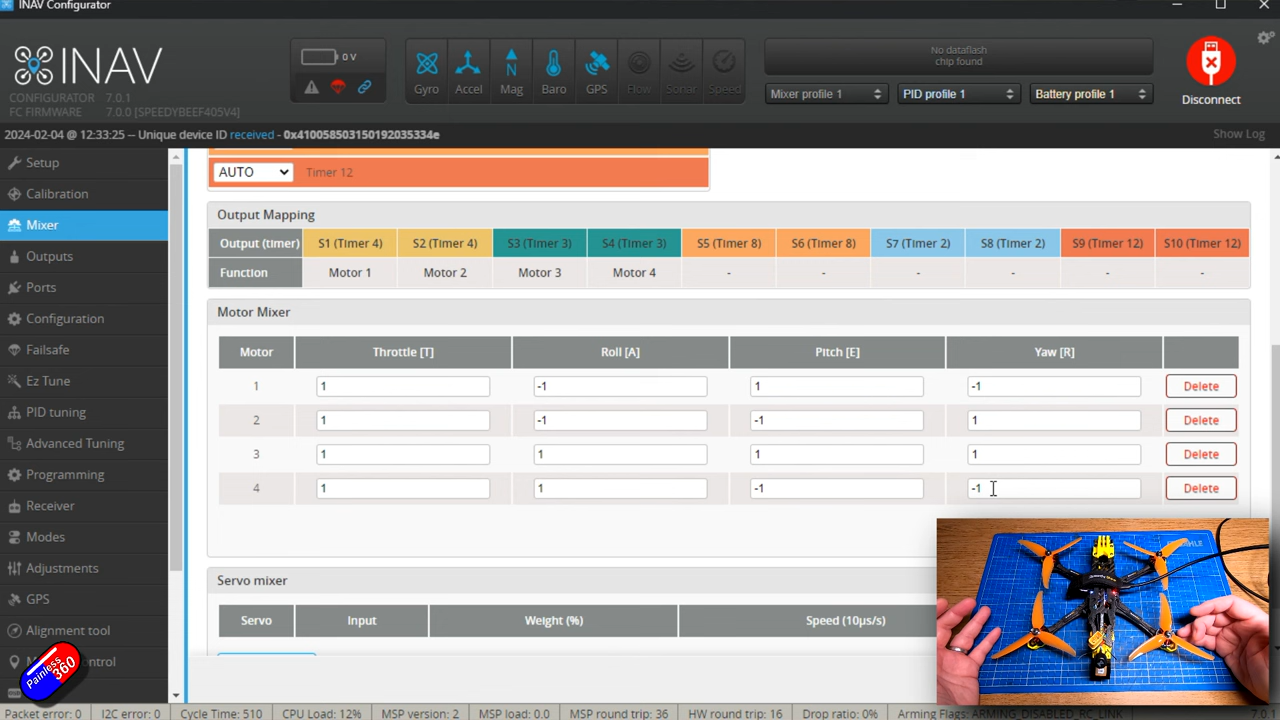 INAV Configurator
INAV
CONFIGURATOR 7.0.1
FC FIRMWARE 7.0.0 [SPEEDYBEEF405V4]
0 V
Gyro Accel Mag Baro GPS Flow Sonar Speed
No dataflash
chip found
Mixer profile 1 PID profile 1 Battery profile 1
Disconnect
2024-02-04 @ 12:33:25 -- Unique device ID received - 0x410058503150192035334e
Show Log
Setup
Calibration
Mixer
Outputs
Ports
Configuration
Failsafe
Ez Tune
PID tuning
Advanced Tuning
Programming
Receiver
Modes
Adjustments
GPS
Alignment tool
Painless
360
AUTO Timer 12
Output Mapping
Output (timer) S1 (Timer 4) S2 (Timer 4) S3 (Timer 3) S4 (Timer 3) S5 (Timer 8) S6 (Timer 8) S7 (Timer 2) S8 (Timer 2) S9 (Timer 12) S10 (Timer 12)
Function Motor 1 Motor 2 Motor 3 Motor 4 - - - - - -
Motor Mixer
Motor Throttle [T] Roll [A] Pitch [E] Yaw [R]
1 1 -1 1 -1 Delete
2 1 -1 -1 1 Delete
3 1 1 1 1 Delete
4 1 1 -1 -1 Delete
Servo mixer
Servo Input Weight (%) Speed (10µs/s)
Packet error: 0 I2C error: 0 Cycle Time: 510 CPU Load: 12% MSP version: 2 MSP load: 0.0 MSP round trip: 36 HW round trip: 16 Drop ratio: 0% Arming Flags: ARMING_DISABLED_RC_LINK 7.0.1